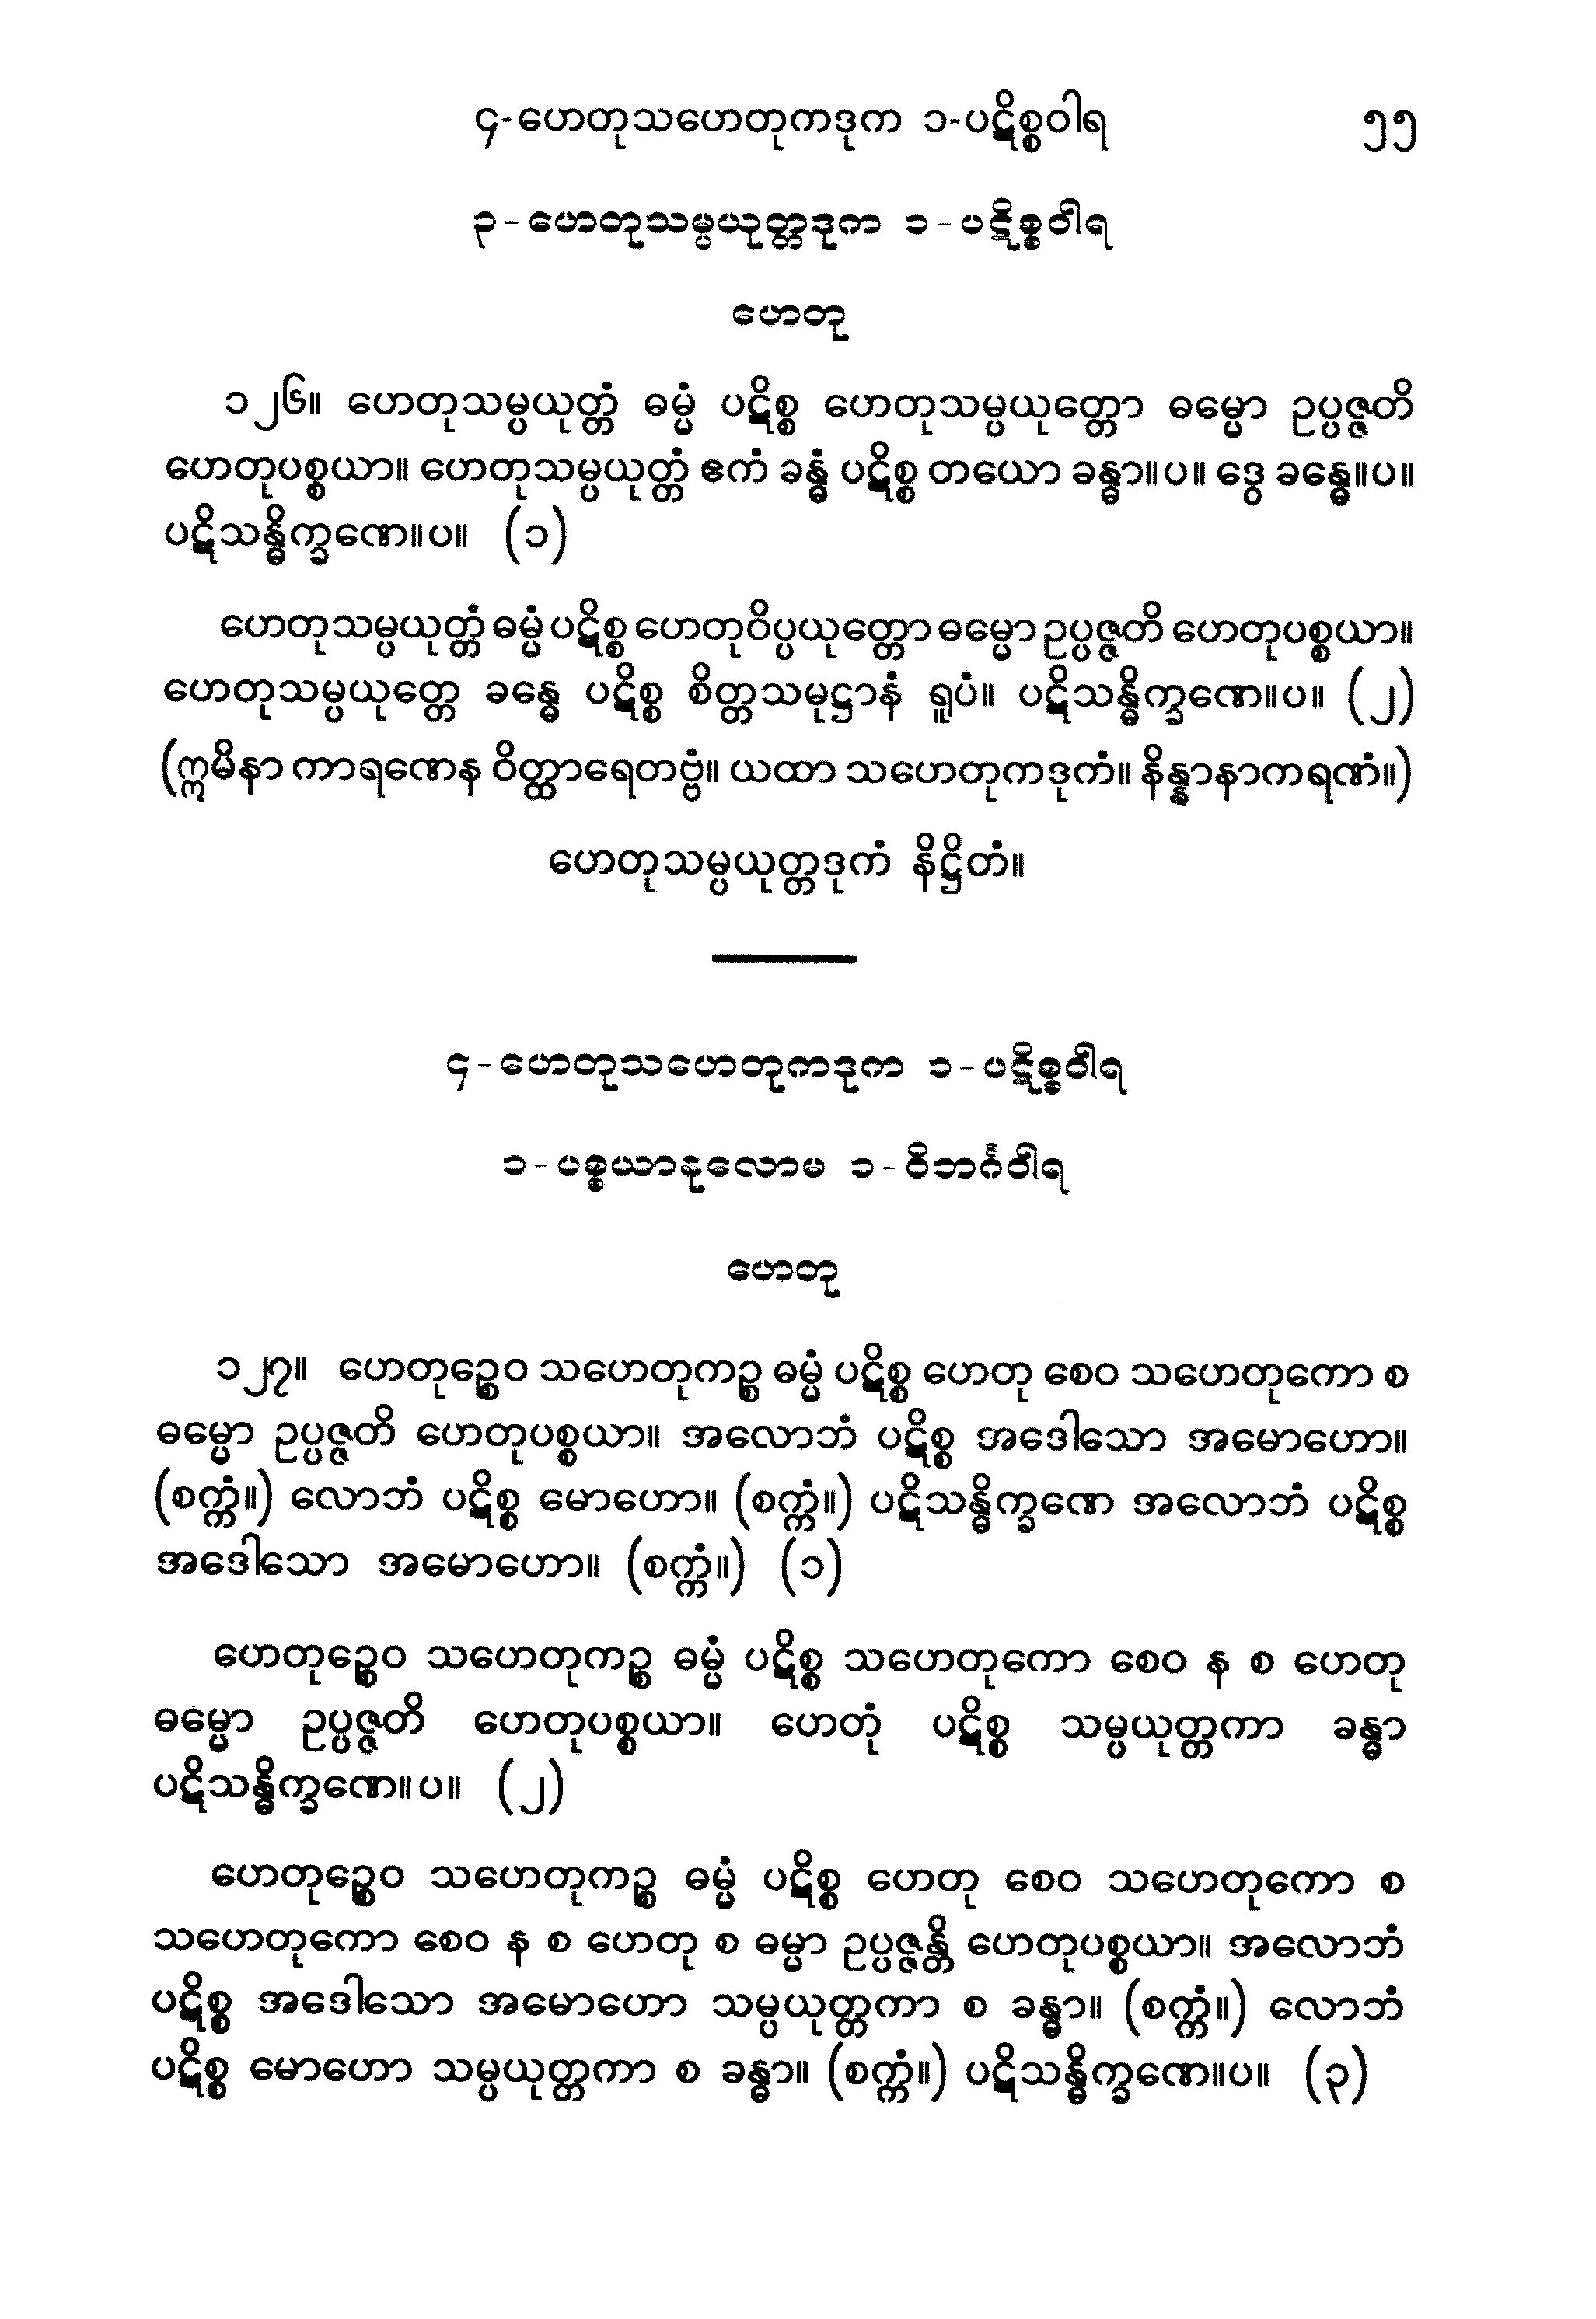 ၄-ဟေတုသဟေတုကဒုက ၁-ပဋိစ္စဝါရ ၅၅
၃-ဟေတုသမ္ပယုတ္တဒုက ၁-ပဋိစ္စဝါရ
ဟေတု
၁၂၆။ ဟေတုသမ္ပယုတ္တံ ဓမ္မံ ပဋိစ္စ ဟေတုသမ္ပယုတ္တော ဓမ္မော ဥပ္ပဇ္ဇတိ
ဟေတုပစ္စယာ။ ဟေတုသမ္ပယုတ္တံ ဧကံ ခန္ဓံ ပဋိစ္စ တယော ခန္ဓာ။ပ။ ဒွေ ခန္ဓေ။ပ။
ပဋိသန္ဓိက္ခဏေ။ပ။ (၁)
ဟေတုသမ္ပယုတ္တံ ဓမ္မံ ပဋိစ္စ ဟေတုဝိပ္ပယုတ္တော ဓမ္မော ဥပ္ပဇ္ဇတိ ဟေတုပစ္စယာ။
ဟေတုသမ္ပယုတ္တေ ခန္ဓေ ပဋိစ္စ စိတ္တသမုဋ္ဌာနံ ရူပံ။ ပဋိသန္ဓိက္ခဏေ။ပ။ (၂)
(ဣမိနာ ကာရဏေန ဝိတ္ထာရေတဗ္ဗံ။ ယထာ သဟေတုကဒုကံ။ နိန္နာနာကရဏံ။)
ဟေတုသမ္ပယုတ္တဒုကံ နိဋ္ဌိတံ။
၄-ဟေတုသဟေတုကဒုက ၁-ပဋိစ္စဝါရ
၁-ပစ္စယာနုလောမ ၁-ဝိဘင်္ဂဝါရ
ဟေတု
၁၂၇။ ဟေတုဉ္စေဝ သဟေတုကဉ္စ ဓမ္မံ ပဋိစ္စ ဟေတု စေဝ သဟေတုကော စ
ဓမ္မော ဥပ္ပဇ္ဇတိ ဟေတုပစ္စယာ။ အလောဘံ ပဋိစ္စ အဒေါသော အမောဟော။
(စက္ကံ။) လောဘံ ပဋိစ္စ မောဟော။ (စက္ကံ။) ပဋိသန္ဓိက္ခဏေ အလောဘံ ပဋိစ္စ
အဒေါသော အမောဟော။ (စက္ကံ။) (၁)
ဟေတုဉ္စေဝ သဟေတုကဉ္စ ဓမ္မံ ပဋိစ္စ သဟေတုကော စေဝ န စ ဟေတု
ဓမ္မော ဥပ္ပဇ္ဇတိ ဟေတုပစ္စယာ။ ဟေတုံ ပဋိစ္စ သမ္ပယုတ္တကာ ခန္ဓာ
ပဋိသန္ဓိက္ခဏေ။ပ။ (၂)
ဟေတုဉ္စေဝ သဟေတုကဉ္စ ဓမ္မံ ပဋိစ္စ ဟေတု စေဝ သဟေတုကော စ
သဟေတုကော စေဝ န စ ဟေတု စ ဓမ္မာ ဥပ္ပဇ္ဇန္တိ ဟေတုပစ္စယာ။ အလောဘံ
ပဋိစ္စ အဒေါသော အမောဟော သမ္ပယုတ္တကာ စ ခန္ဓာ။ (စက္ကံ။) လောဘံ
ပဋိစ္စ မောဟော သမ္ပယုတ္တကာ စ ခန္ဓာ။ (စက္ကံ။) ပဋိသန္ဓိက္ခဏေ။ပ။ (၃)